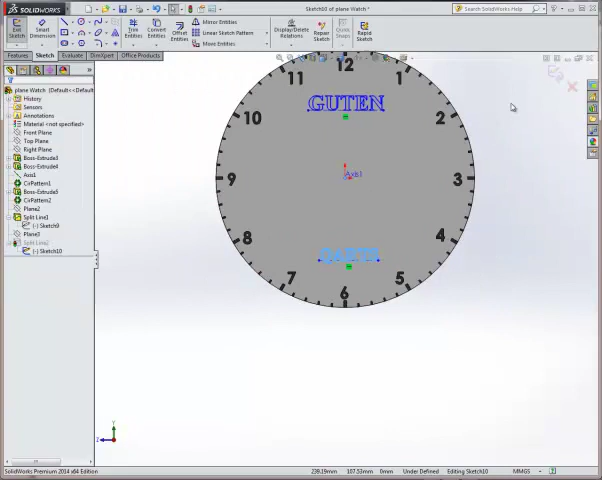 SOLIDWORKS
Sketch10 of plane Watch *
Search SolidWorks Help
Exit Sketch
Smart Dimension
Trim Entities
Convert Entities
Offset Entities
Mirror Entities
Linear Sketch Pattern
Move Entities
Display/Delete Relations
Repair Sketch
Quick Snaps
Rapid Sketch
Features
Sketch
Evaluate
DimXpert
Office Products
plane Watch (Default<<Default>
History
Sensors
Annotations
Material <not specified>
Front Plane
Top Plane
Right Plane
Boss-Extrude3
Boss-Extrude4
Axis1
CirPattern1
Boss-Extrude5
CirPattern2
Plane2
Split Line1
(-) Sketch9
Plane3
Split Line2
(-) Sketch10
12
11
1
10
GUTEN
2
9
Axis1
3
8
4
7
5
6
Y
Z
SolidWorks Premium 2014 x64 Edition
239.19mm
107.53mm
0mm
Under Defined
Editing Sketch10
MMGS